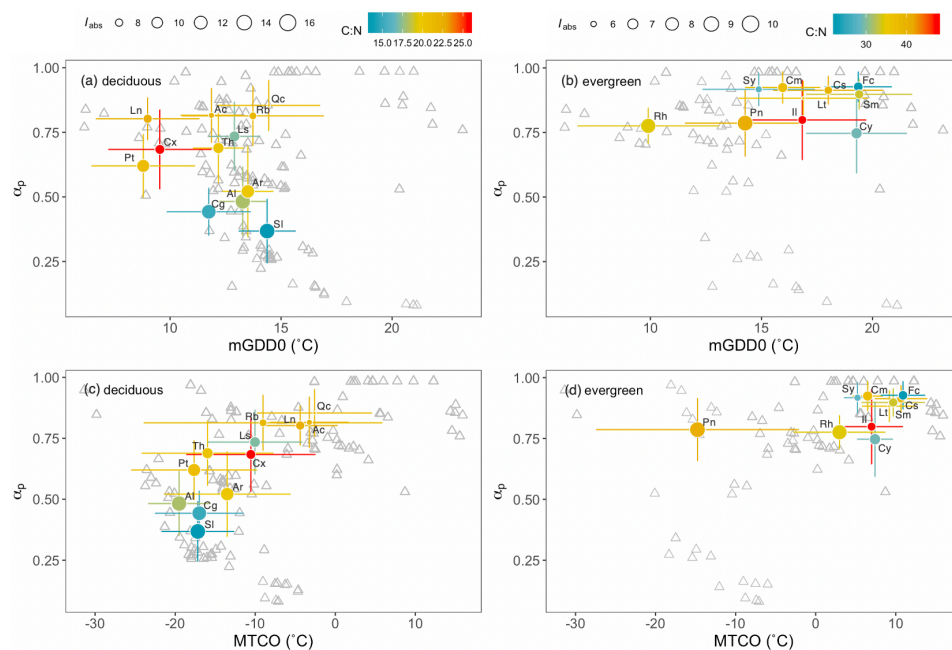 I abs 8 10 12 14 16 C:N 15.0 17.5 20.0 22.5 25.0
I abs 6 7 8 9 10 C:N 30 40
(a) deciduous
1.00
0.75
0.50
0.25
αp
Qc
Ac
Rb
Ln
Ls
Cx
Th
Pt
Ar
Al
Cg
Sl
10 15 20
mGDD0 (˚C)
(b) evergreen
1.00
0.75
0.50
0.25
αp
Sy
Cm
Cs
Fc
Lt
Sm
Il
Rh
Pn
Cy
10 15 20
mGDD0 (˚C)
(c) deciduous
1.00
0.75
0.50
0.25
αp
Qc
Rb
Ln
Ac
Ls
Th
Cx
Pt
Ar
Al
Cg
Sl
-30 -20 -10 0 10
MTCO (˚C)
(d) evergreen
1.00
0.75
0.50
0.25
αp
Sy
Cm
Fc
Cs
Lt
Sm
Il
Pn
Rh
Cy
-30 -20 -10 0 10
MTCO (˚C)